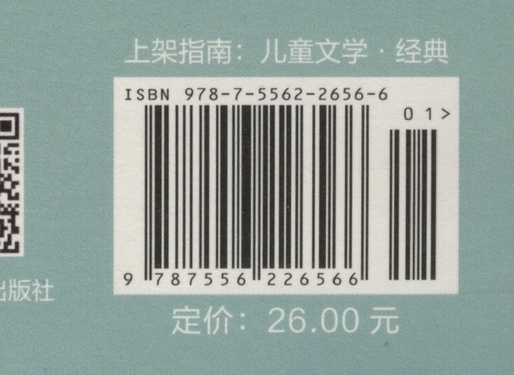 上架指南：儿童文学·经典
ISBN 978-7-5562-2656-6
01>
9 787556 226566
出版社
定价：26.00 元